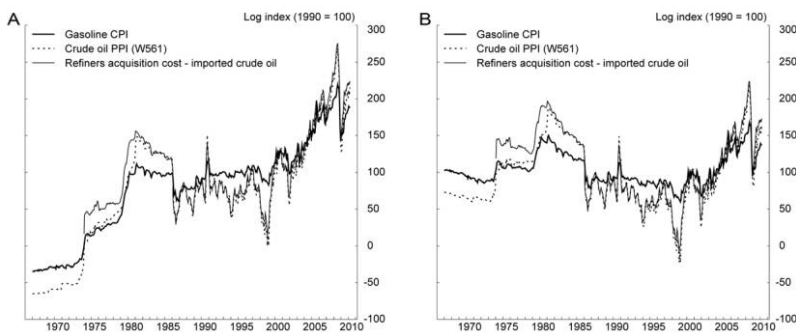 A
Log index (1990 = 100)
Gasoline CPI
Crude oil PPI (W561)
Refiners acquisition cost - imported crude oil
300
250
200
150
100
50
0
-50
-100
1970 1975 1980 1985 1990 1995 2000 2005 2010
B
Log index (1990 = 100)
Gasoline CPI
Crude oil PPI (W561)
Refiners acquisition cost - imported crude oil
300
250
200
150
100
50
0
-50
-100
1970 1975 1980 1985 1990 1995 2000 2005 2010